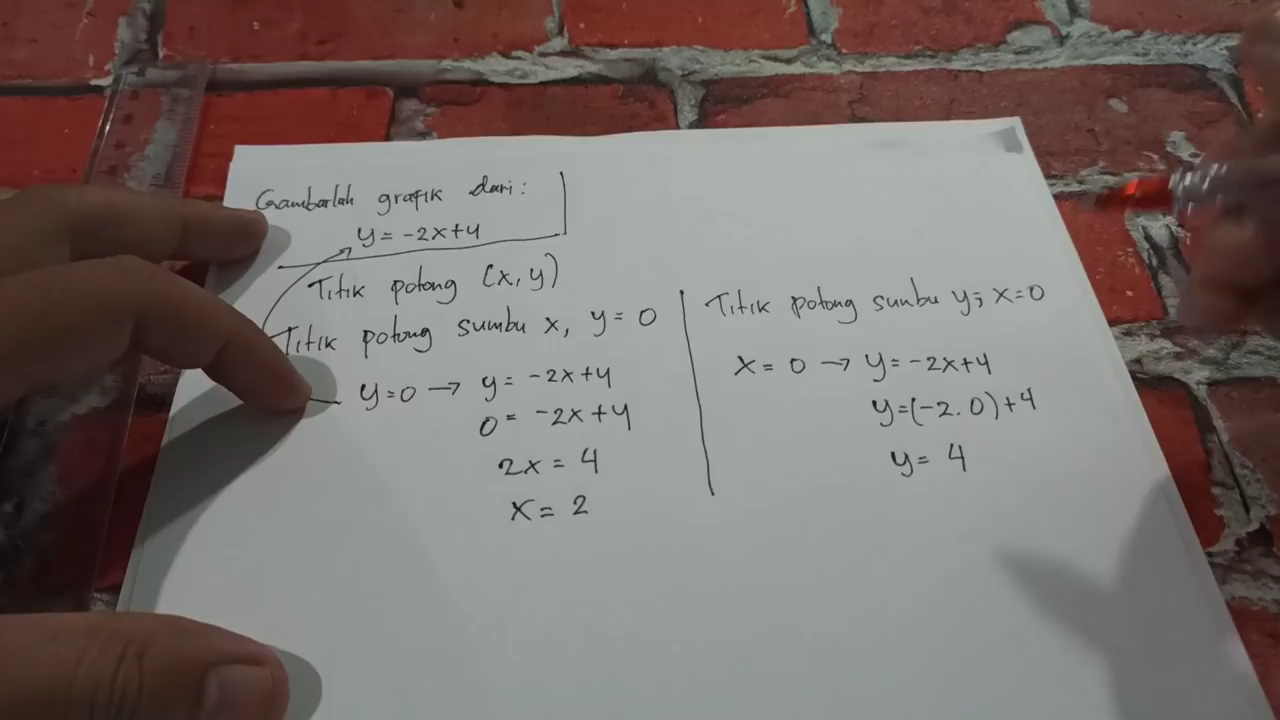 Gambarlah grafik dari:
y = -2x+4
Titik potong (x, y)
Titik potong sumbu x, y = 0
y=0 → y = -2x+4
0 = -2x+4
2x = 4
x = 2
Titik potong sunbu y; x=0
x = 0 → y = -2x+4
y=(-2.0)+4
y = 4